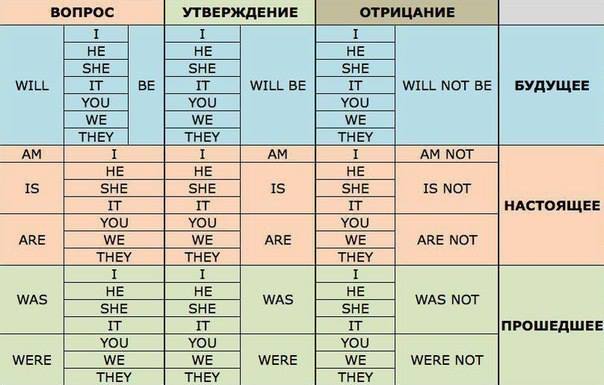 ВОПРОС УТВЕРЖДЕНИЕ ОТРИЦАНИЕ
I I I
HE HE HE
SHE SHE SHE
WILL IT BE IT WILL BE IT WILL NOT BE БУДУЩЕЕ
YOU YOU YOU
WE WE WE
THEY THEY THEY
AM I I AM I AM NOT
HE HE HE
IS SHE SHE IS SHE IS NOT
IT IT IT НАСТОЯЩЕЕ
YOU YOU YOU
ARE WE WE ARE WE ARE NOT
THEY THEY THEY
I I I
HE HE HE
WAS WAS WAS NOT
SHE SHE SHE
IT IT IT ПРОШЕДШЕЕ
YOU YOU YOU
WERE WE WE WERE WE WERE NOT
THEY THEY THEY